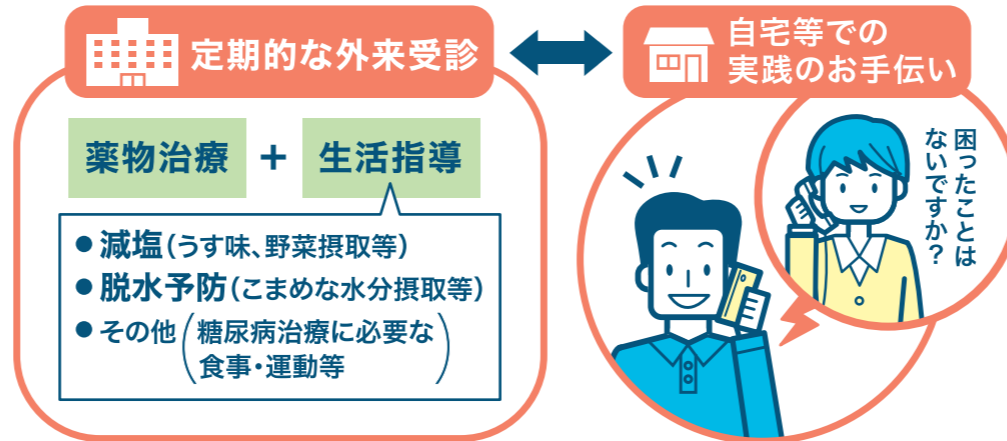 定期的な外来受診
自宅等での
実践のお手伝い
薬物治療 + 生活指導
● 減塩(うす味、野菜摂取等)
● 脱水予防(こまめな水分摂取等)
● その他(糖尿病治療に必要な
食事・運動等)
困ったことは
ないですか?